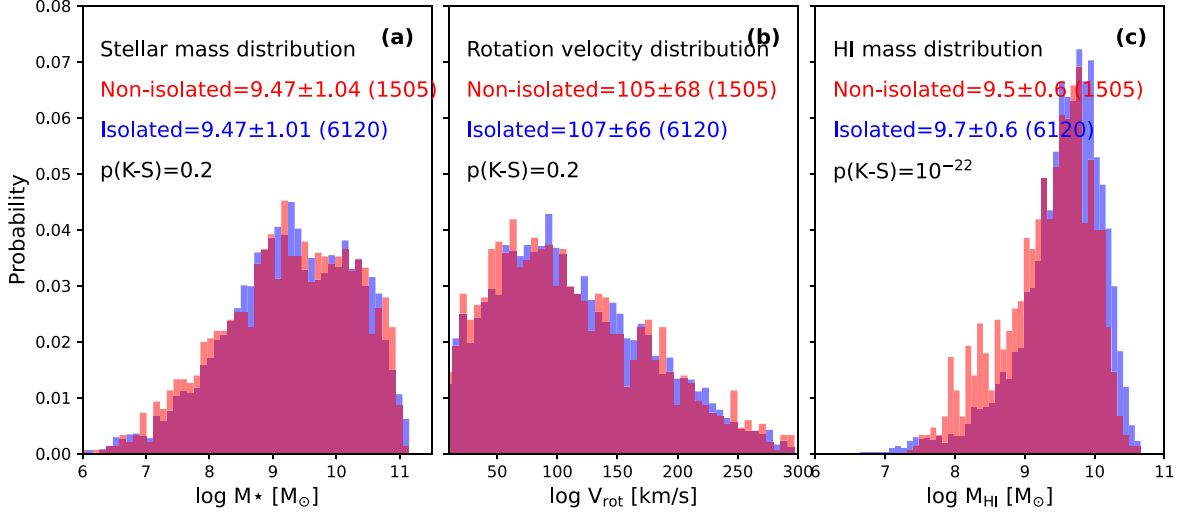 (a)
Stellar mass distribution
Non-isolated=9.47±1.04 (1505)
Isolated=9.47±1.01 (6120)
p(K-S)=0.2
Probability
0.08
0.07
0.06
0.05
0.04
0.03
0.02
0.01
0.00
6 7 8 9 10 11
log M⋆ [M☉]
(b)
Rotation velocity distribution
Non-isolated=105±68 (1505)
Isolated=107±66 (6120)
p(K-S)=0.2
50 100 150 200 250 300
log Vrot [km/s]
(c)
HI mass distribution
Non-isolated=9.5±0.6 (1505)
Isolated=9.7±0.6 (6120)
p(K-S)=10⁻²²
6 7 8 9 10 11
log MHI [M☉]